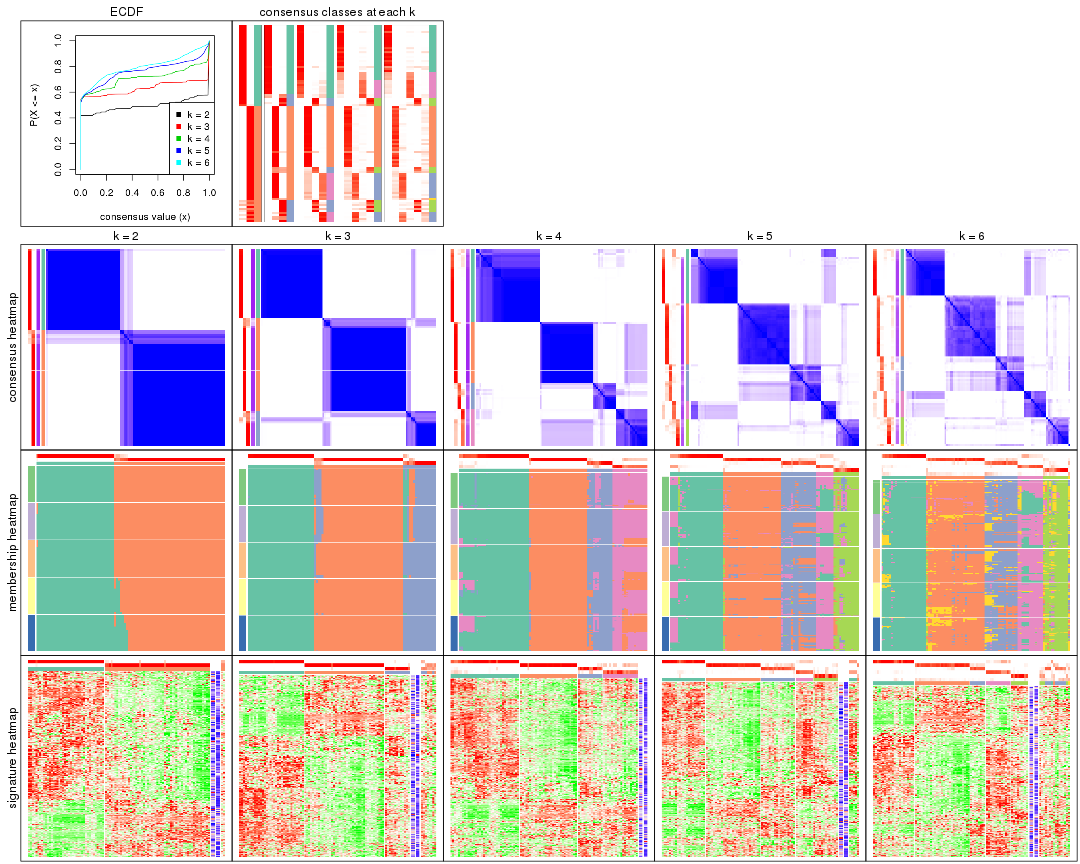 ECDF
consensus classes at each k
P(X <= x)
0.0 0.2 0.4 0.6 0.8 1.0
k = 2
k = 3
k = 4
k = 5
k = 6
0.0 0.2 0.4 0.6 0.8 1.0
consensus value (x)
k = 2
k = 3
k = 4
k = 5
k = 6
consensus heatmap
membership heatmap
signature heatmap